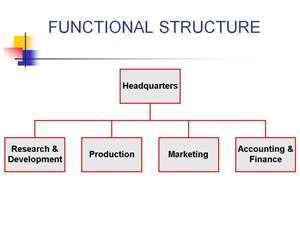 FUNCTIONAL STRUCTURE
Headquarters
Research &
Development
Production
Marketing
Accounting &
Finance